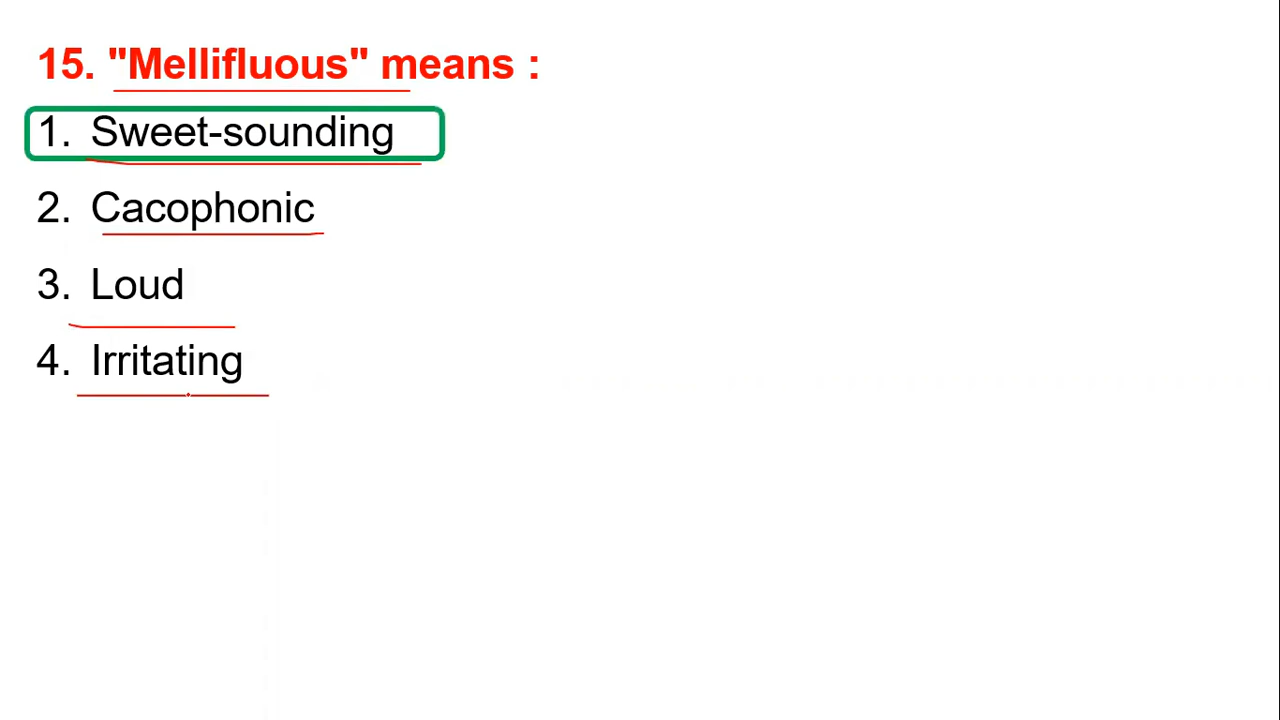 15. "Mellifluous" means :
1. Sweet-sounding
2. Cacophonic
3. Loud
4. Irritating